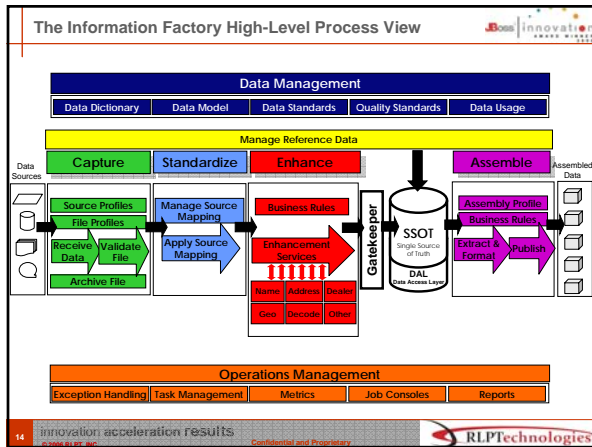 The Information Factory High-Level Process View
JBoss innovation
AWARD WINNER
Data Management
Data Dictionary Data Model Data Standards Quality Standards Data Usage
Manage Reference Data
Data Sources
Capture
Standardize
Enhance
Assemble
Assembled Data
Source Profiles
File Profiles
Receive Data
Validate File
Archive File
Manage Source Mapping
Apply Source Mapping
Business Rules
Enhancement Services
Name Address Dealer
Geo Decode Other
Gatekeeper
SSOT
Single Source of Truth
DAL
Data Access Layer
Assembly Profile
Business Rules
Extract & Format
Publish
Operations Management
Exception Handling Task Management Metrics Job Consoles Reports
14
innovation acceleration results
© 2006 RLPT, INC
Confidential and Proprietary
RLPTechnologies